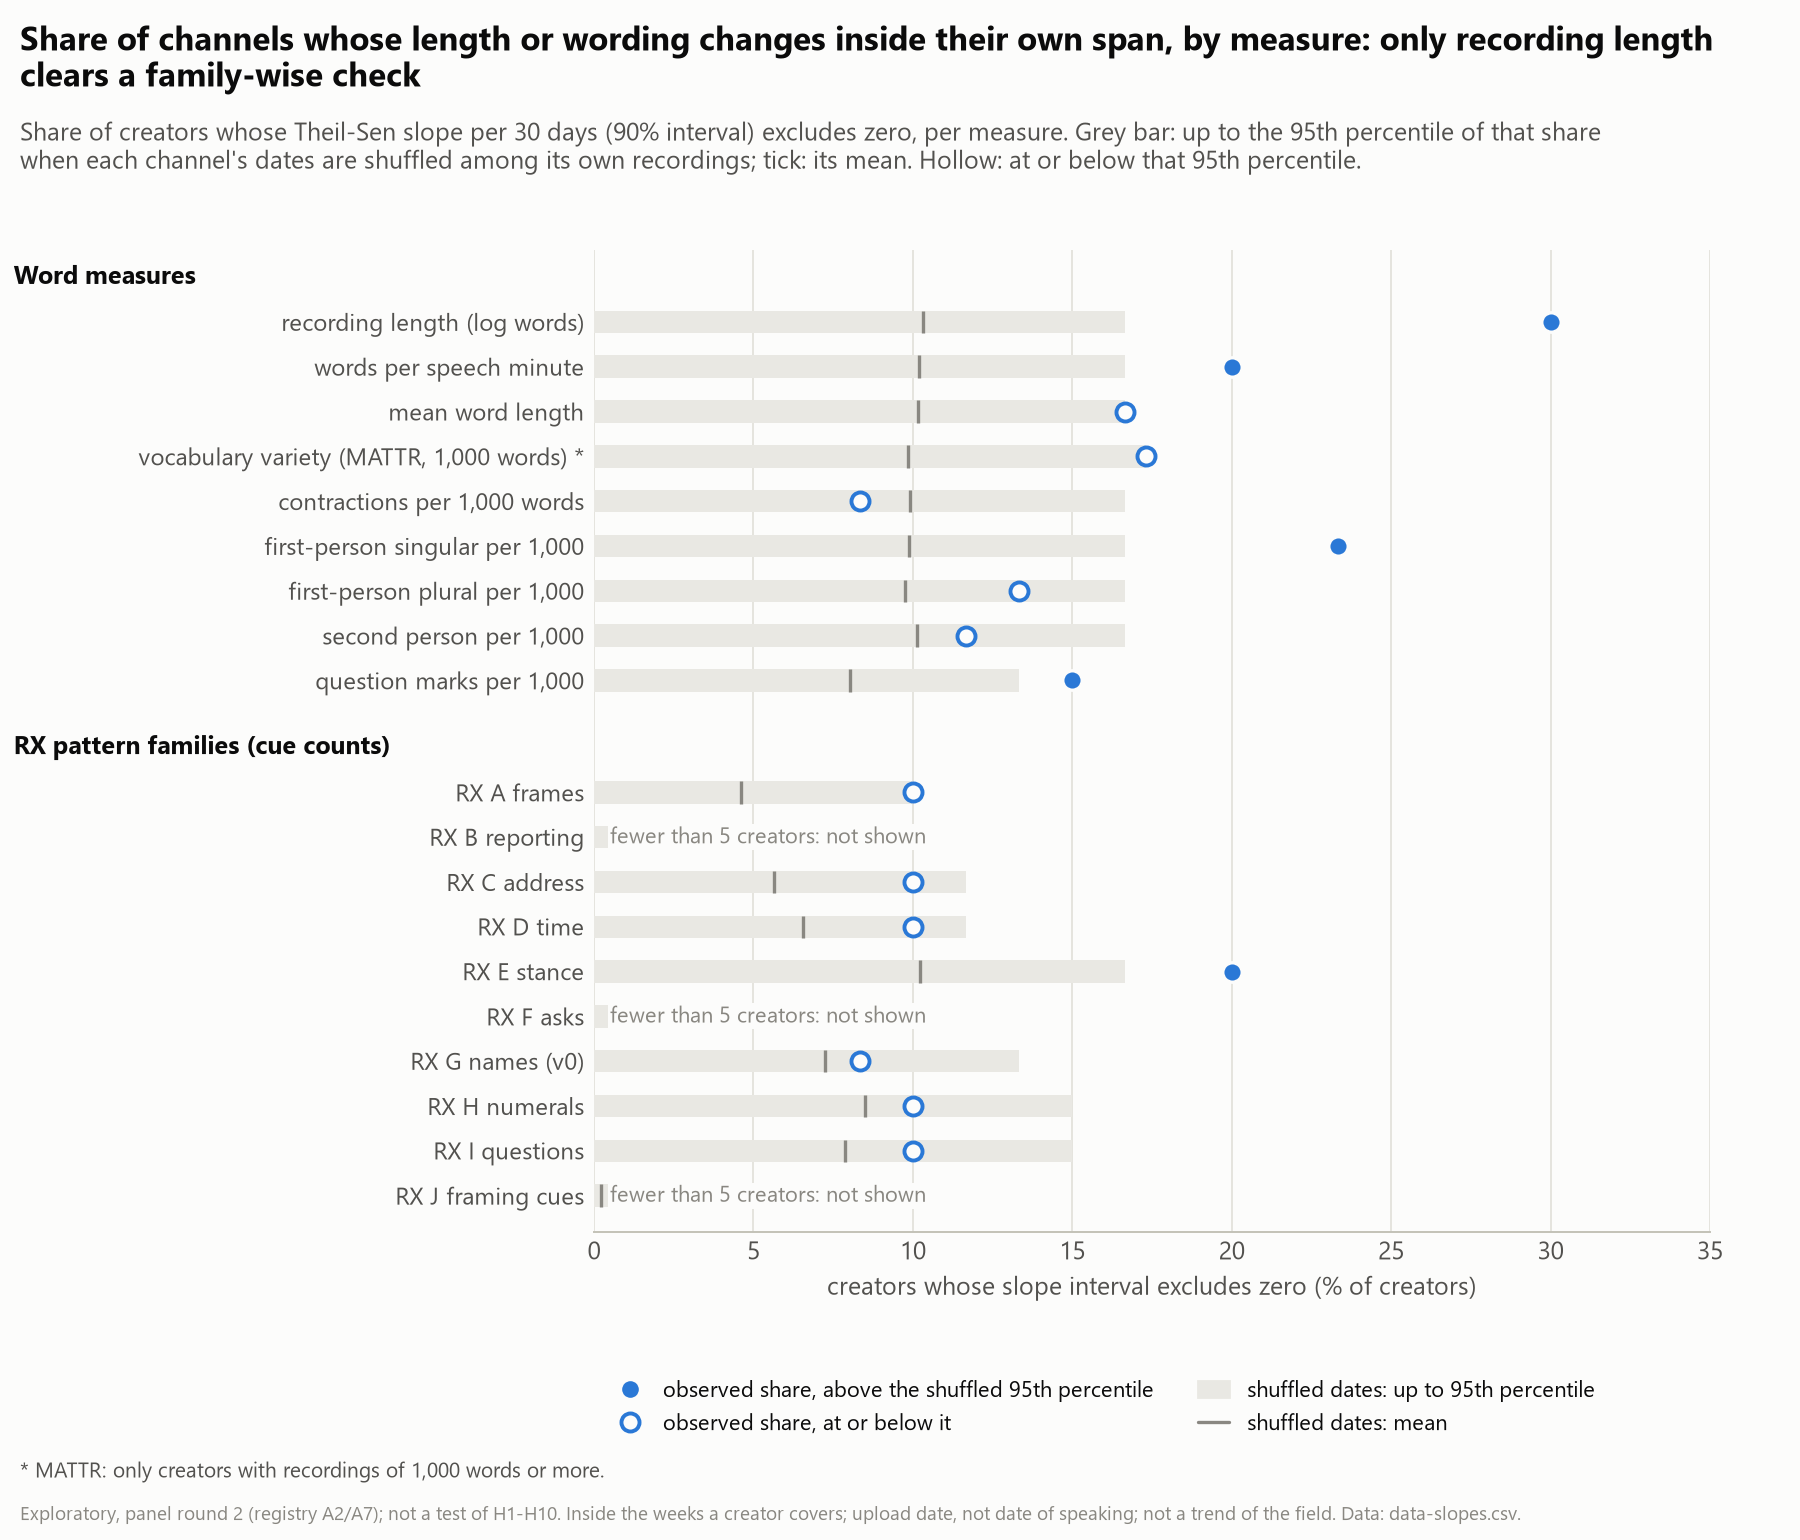 Share of channels whose length or wording changes inside their own span, by measure: only recording length
clears a family-wise check
Share of creators whose Theil-Sen slope per 30 days (90% interval) excludes zero, per measure. Grey bar: up to the 95th percentile of that share
when each channel's dates are shuffled among its own recordings; tick: its mean. Hollow: at or below that 95th percentile.
Word measures
recording length (log words)
words per speech minute
mean word length
vocabulary variety (MATTR, 1,000 words) *
contractions per 1,000 words
first-person singular per 1,000
first-person plural per 1,000
second person per 1,000
question marks per 1,000
RX pattern families (cue counts)
RX A frames
RX B reporting fewer than 5 creators: not shown
RX C address
RX D time
RX E stance
RX F asks fewer than 5 creators: not shown
RX G names (v0)
RX H numerals
RX I questions
RX J framing cues fewer than 5 creators: not shown
0 5 10 15 20 25 30 35
creators whose slope interval excludes zero (% of creators)
observed share, above the shuffled 95th percentile shuffled dates: up to 95th percentile
observed share, at or below it shuffled dates: mean
* MATTR: only creators with recordings of 1,000 words or more.
Exploratory, panel round 2 (registry A2/A7); not a test of H1-H10. Inside the weeks a creator covers; upload date, not date of speaking; not a trend of the field. Data: data-slopes.csv.